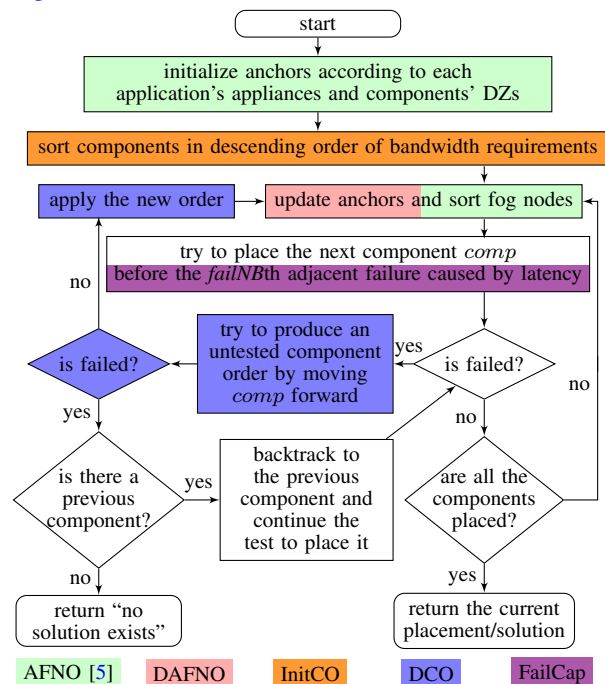 start
initialize anchors according to each
application's appliances and components' DZs
sort components in descending order of bandwidth requirements
apply the new order
update anchors and sort fog nodes
try to place the next component comp
before the failNBth adjacent failure caused by latency
no
try to produce an
untested component
order by moving
comp forward
yes
is failed?
is failed?
no
yes
no
is there a
previous
component?
yes
backtrack to
the previous
component and
continue the
test to place it
are all the
components
placed?
no
yes
return “no
solution exists”
return the current
placement/solution
AFNO [5]
DAFNO
InitCO
DCO
FailCap